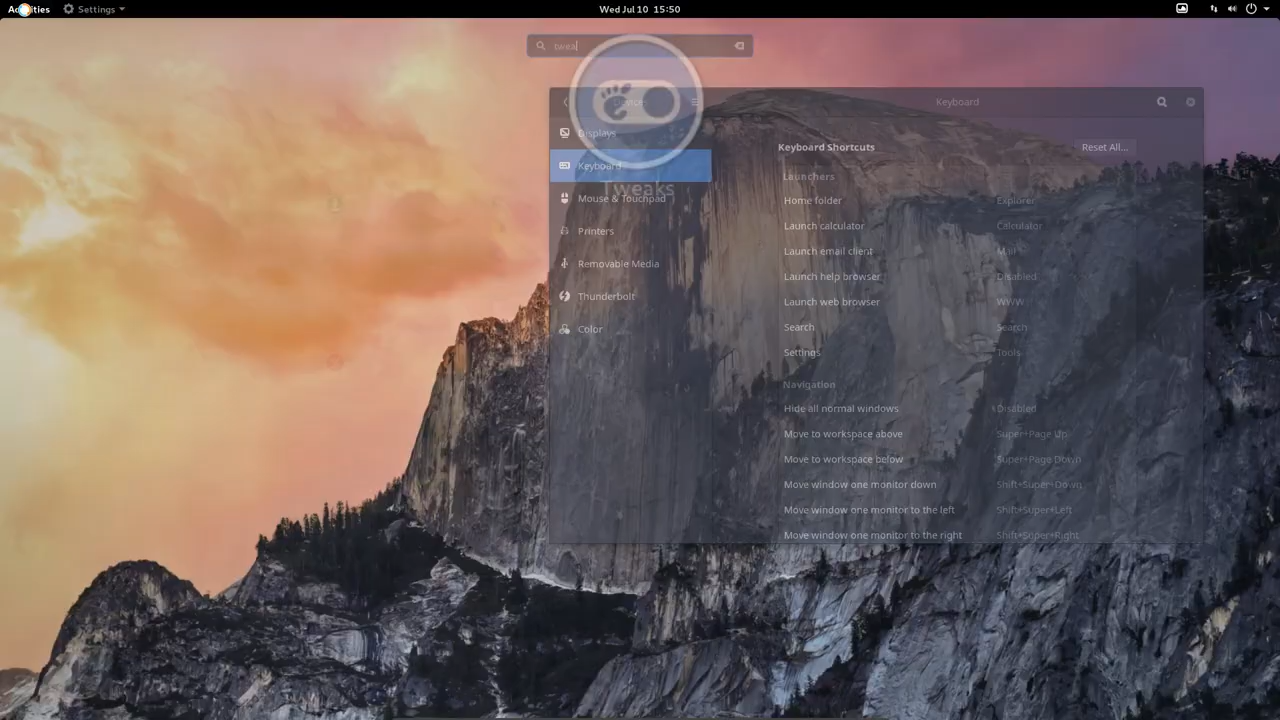 Activities Settings Wed Jul 10 15:50
twea
Devices Keyboard
Displays
Keyboard
Tweaks
Mouse & Touchpad
Printers
Removable Media
Thunderbolt
Color
Keyboard Shortcuts Reset All...
Launchers
Home folder Explorer
Launch calculator Calculator
Launch email client Mail
Launch help browser Disabled
Launch web browser WWW
Search Search
Settings Tools
Navigation
Hide all normal windows Disabled
Move to workspace above Super+Page Up
Move to workspace below Super+Page Down
Move window one monitor down Shift+Super+Down
Move window one monitor to the left Shift+Super+Left
Move window one monitor to the right Shift+Super+Right